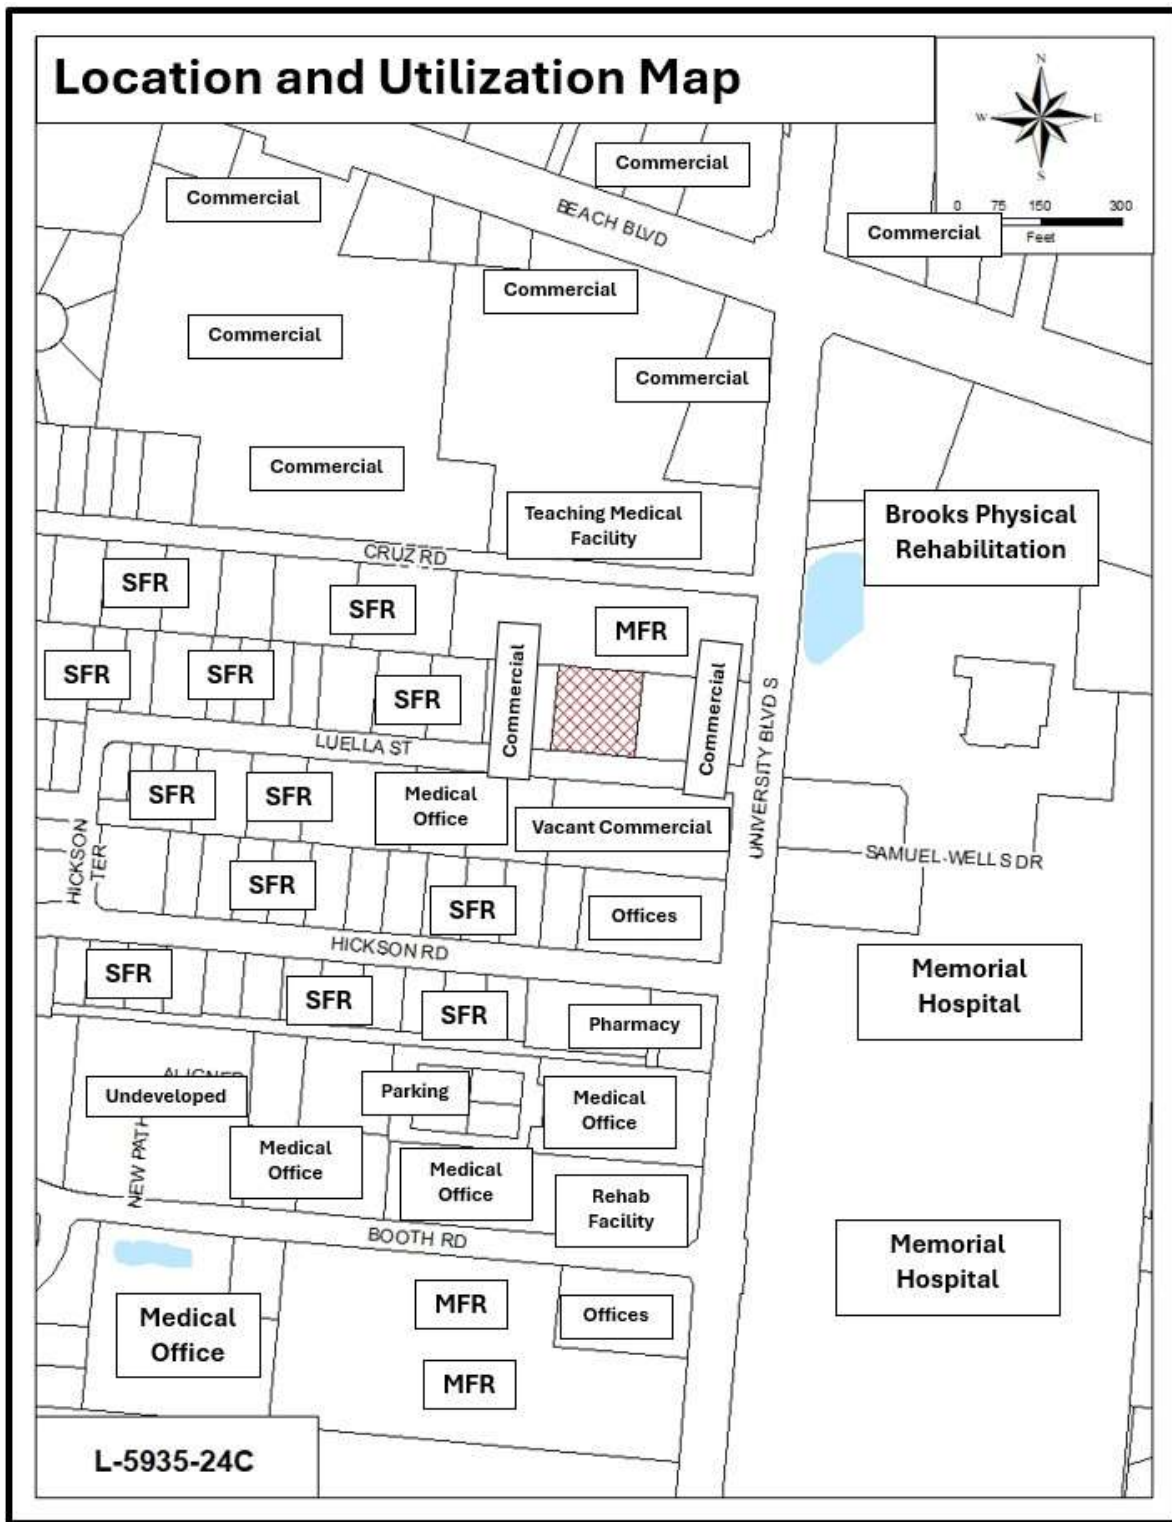 Location and Utilization Map
N
W
E
S
0 75 150 300
Feet
Commercial
Commercial
BEACH BLVD
Commercial
Commercial
Commercial
Commercial
Commercial
Teaching Medical
Facility
Brooks Physical
Rehabilitation
CRUZ RD
SFR
SFR
MFR
SFR
SFR
SFR
Commercial
Commercial
UNIVERSITY BLVD S
LUELLA ST
SFR
SFR
Medical
Office
Vacant Commercial
HICKSON
TER
SAMUEL-WELLS DR
SFR
SFR
Offices
HICKSON RD
SFR
SFR
SFR
Pharmacy
Memorial
Hospital
Undeveloped
Parking
Medical
Office
NEW PATH
Medical
Office
Medical
Office
Rehab
Facility
BOOTH RD
Memorial
Hospital
Medical
Office
MFR
Offices
MFR
L-5935-24C